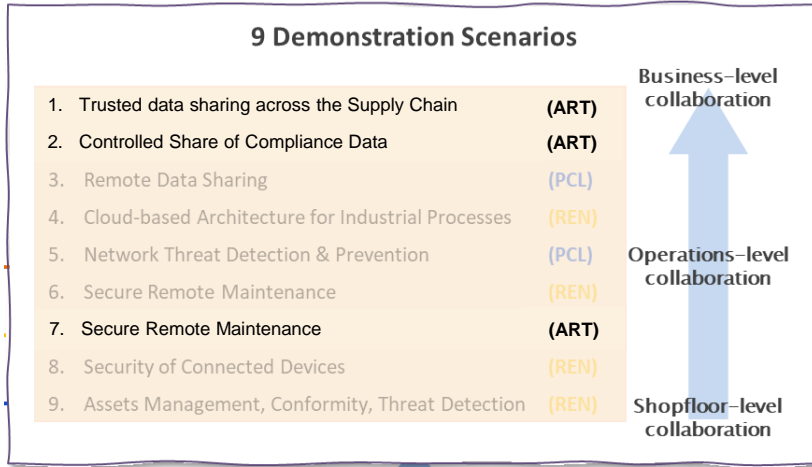 9 Demonstration Scenarios
1. Trusted data sharing across the Supply Chain (ART)
2. Controlled Share of Compliance Data (ART)
3. Remote Data Sharing (PCL)
4. Cloud-based Architecture for Industrial Processes (REN)
5. Network Threat Detection & Prevention (PCL)
6. Secure Remote Maintenance (REN)
7. Secure Remote Maintenance (ART)
8. Security of Connected Devices (REN)
9. Assets Management, Conformity, Threat Detection (REN)
Business-level
collaboration
Operations-level
collaboration
Shopfloor-level
collaboration